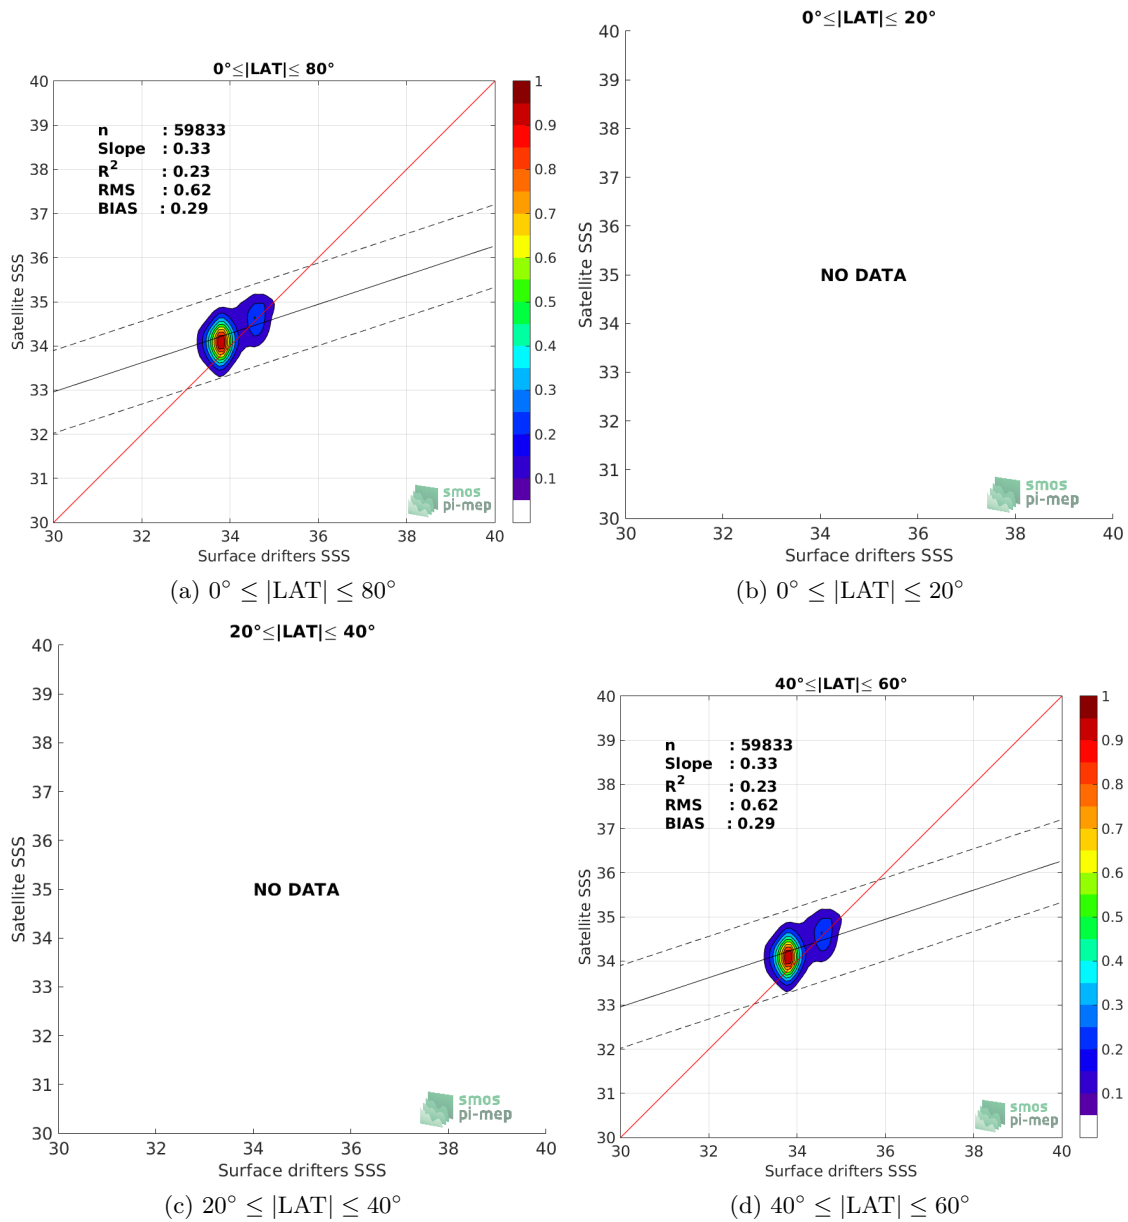 0°≤|LAT|≤ 80°
40
39
38
37
36
35
34
33
32
31
30
Satellite SSS
n : 59833
Slope : 0.33
R² : 0.23
RMS : 0.62
BIAS : 0.29
smos
pi-mep
30 32 34 36 38 40
Surface drifters SSS
1
0.9
0.8
0.7
0.6
0.5
0.4
0.3
0.2
0.1
(a) 0° ≤ |LAT| ≤ 80°
0°≤|LAT|≤ 20°
40
39
38
37
36
35
34
33
32
31
30
Satellite SSS
NO DATA
smos
pi-mep
30 32 34 36 38 40
Surface drifters SSS
(b) 0° ≤ |LAT| ≤ 20°
20°≤|LAT|≤ 40°
40
39
38
37
36
35
34
33
32
31
30
Satellite SSS
NO DATA
smos
pi-mep
30 32 34 36 38 40
Surface drifters SSS
(c) 20° ≤ |LAT| ≤ 40°
40°≤|LAT|≤ 60°
40
39
38
37
36
35
34
33
32
31
30
Satellite SSS
n : 59833
Slope : 0.33
R² : 0.23
RMS : 0.62
BIAS : 0.29
smos
pi-mep
30 32 34 36 38 40
Surface drifters SSS
1
0.9
0.8
0.7
0.6
0.5
0.4
0.3
0.2
0.1
(d) 40° ≤ |LAT| ≤ 60°